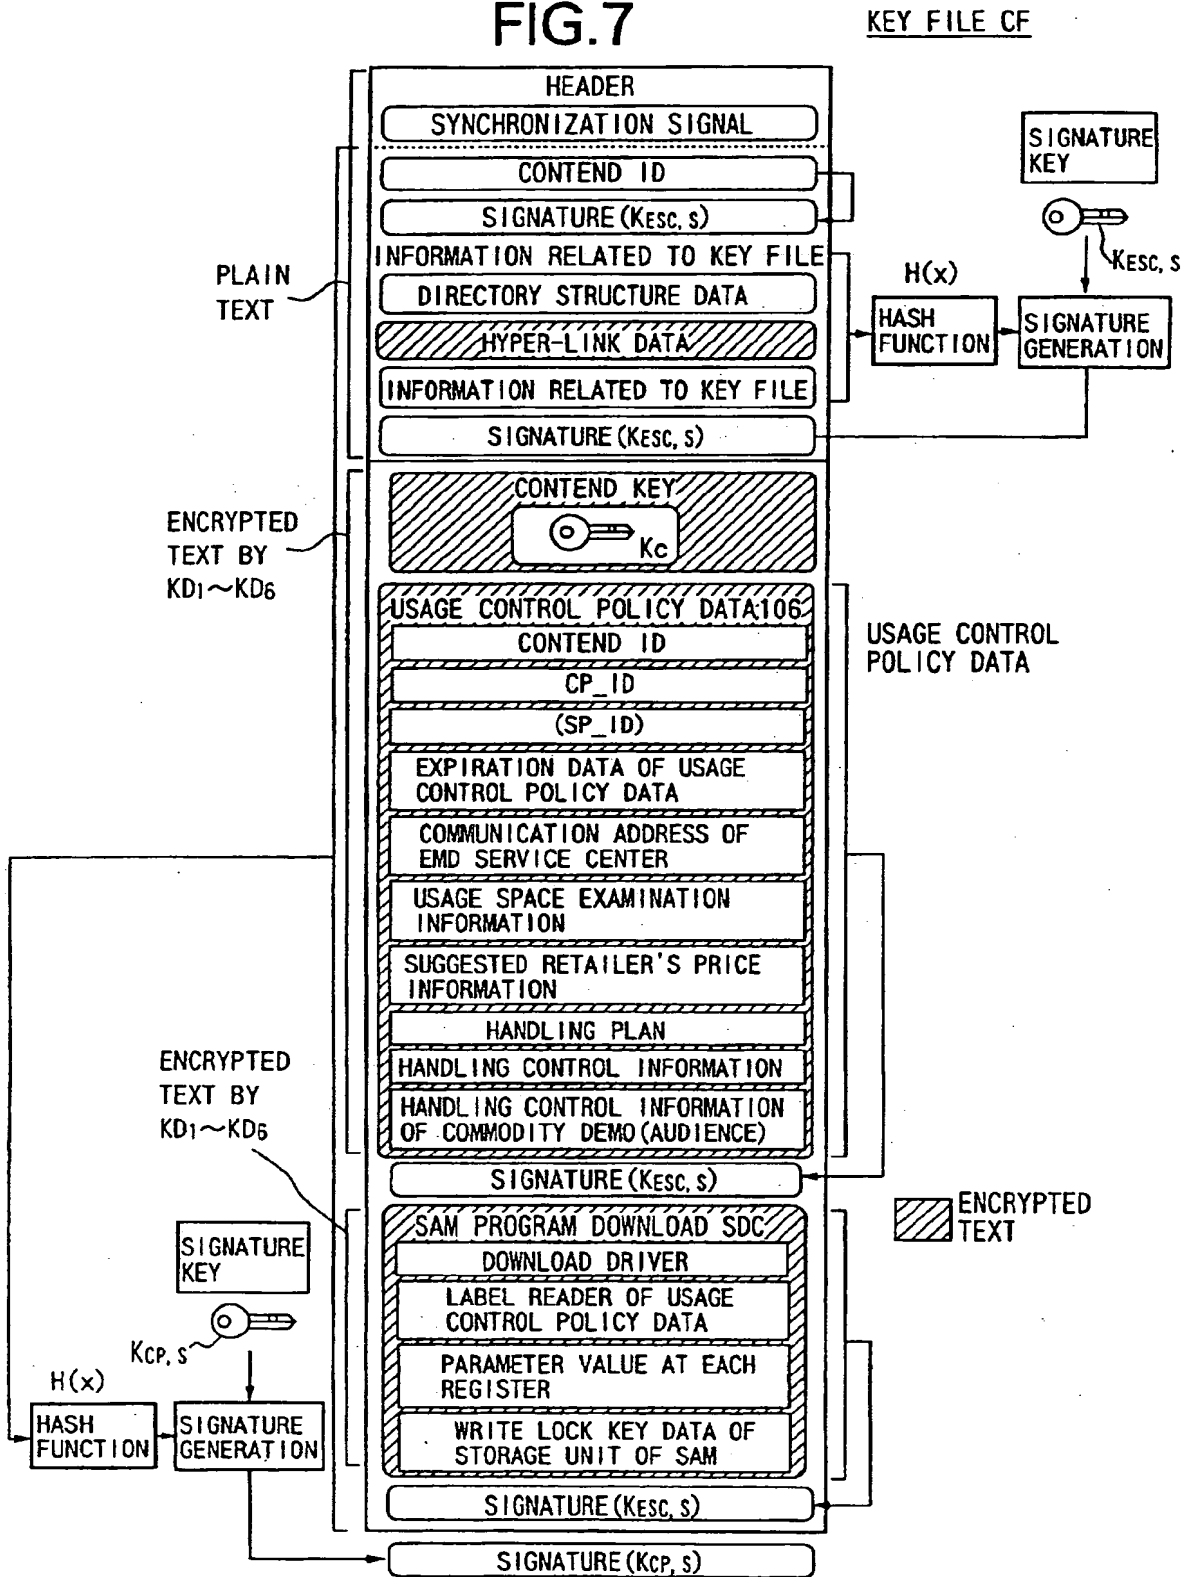 FIG.7
KEY FILE CF
HEADER
SYNCHRONIZATION SIGNAL
CONTEND ID
SIGNATURE(KESC, S)
INFORMATION RELATED TO KEY FILE
DIRECTORY STRUCTURE DATA
HYPER-LINK DATA
INFORMATION RELATED TO KEY FILE
SIGNATURE(KESC, S)
PLAIN
TEXT
SIGNATURE
KEY
KESC, S
H(x)
HASH
FUNCTION
SIGNATURE
GENERATION
CONTEND KEY
Kc
ENCRYPTED
TEXT BY
KD1~KD6
USAGE CONTROL POLICY DATA:106
CONTEND ID
CP_ID
(SP_ID)
EXPIRATION DATA OF USAGE
CONTROL POLICY DATA
COMMUNICATION ADDRESS OF
EMD SERVICE CENTER
USAGE SPACE EXAMINATION
INFORMATION
SUGGESTED RETAILER'S PRICE
INFORMATION
HANDLING PLAN
HANDLING CONTROL INFORMATION
HANDLING CONTROL INFORMATION
OF COMMODITY DEMO(AUDIENCE)
USAGE CONTROL
POLICY DATA
SIGNATURE(KESC, S)
ENCRYPTED
TEXT BY
KD1~KD6
ENCRYPTED
TEXT
SAM PROGRAM DOWNLOAD SDC
DOWNLOAD DRIVER
LABEL READER OF USAGE
CONTROL POLICY DATA
PARAMETER VALUE AT EACH
REGISTER
WRITE LOCK KEY DATA OF
STORAGE UNIT OF SAM
SIGNATURE(KESC, S)
SIGNATURE
KEY
KCP, S
H(x)
HASH
FUNCTION
SIGNATURE
GENERATION
SIGNATURE(KCP, S)